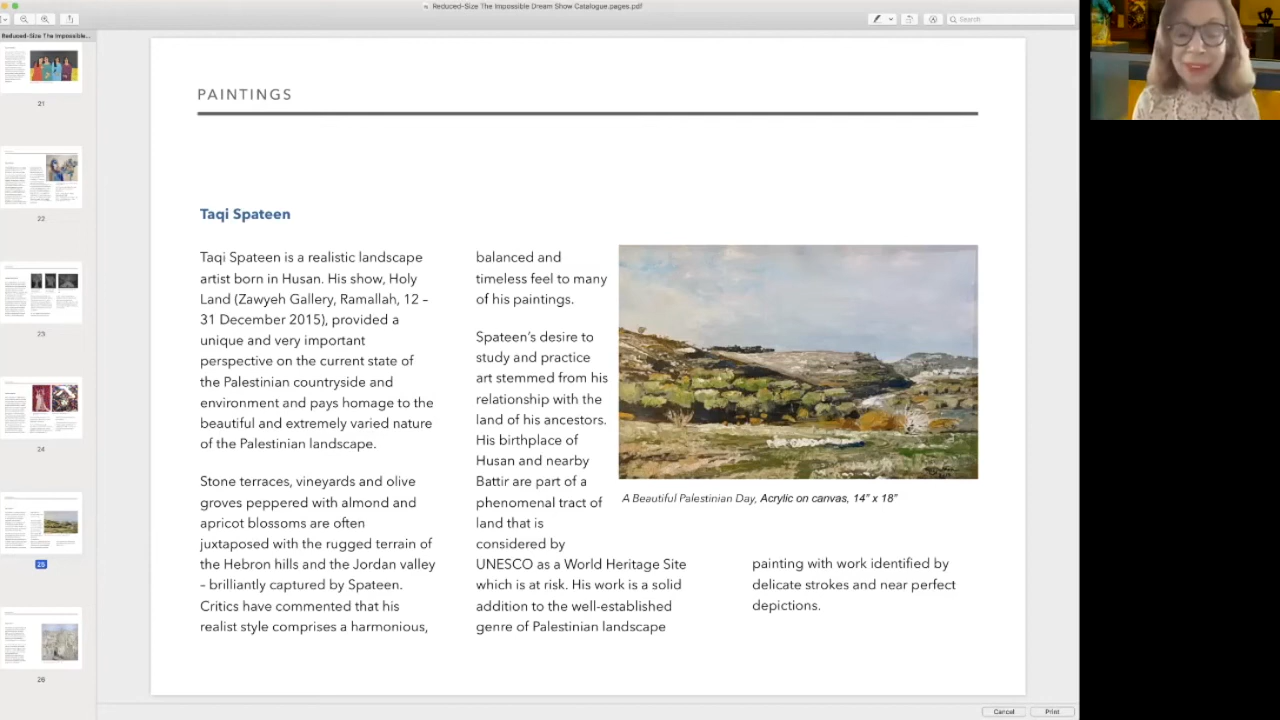 Reduced-Size The Impossible Dream Show Catalogue.pages.pdf
Search
Reduced-Size The Impossible...
21
22
23
24
25
26
PAINTINGS
Taqi Spateen
Taqi Spateen is a realistic landscape
artist born in Husan. His show, Holy
Land (Zawyeh Gallery, Ramallah, 12 –
31 December 2015), provided a
unique and very important
perspective on the current state of
the Palestinian countryside and
environment and pays homage to the
beautiful and extremely varied nature
of the Palestinian landscape.
Stone terraces, vineyards and olive
groves peppered with almond and
apricot blossoms are often
juxtaposed from the rugged terrain of
the Hebron hills and the Jordan valley
– brilliantly captured by Spateen.
Critics have commented that his
realist style comprises a harmonious,
balanced and
timeless feel to many
of his paintings.
Spateen’s desire to
study and practice
art stemmed from his
relationship with the
land of his ancestors.
His birthplace of
Husan and nearby
Battir are part of a
phenomenal tract of
land that is
considered by
UNESCO as a World Heritage Site
which is at risk. His work is a solid
addition to the well-established
genre of Palestinian landscape
A Beautiful Palestinian Day, Acrylic on canvas, 14” x 18”
painting with work identified by
delicate strokes and near perfect
depictions.
Cancel
Print